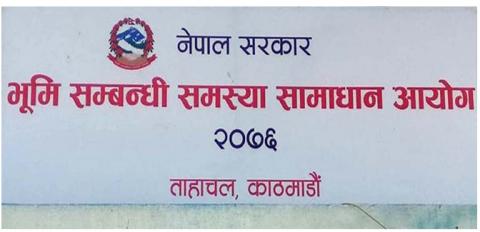 नेपाल सरकार
भूमि सम्बन्धी समस्या सामाधान आयोग
२०७६
ताहाचल, काठमाडौं